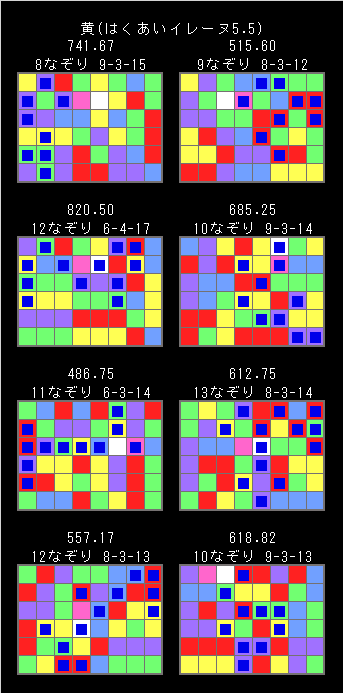 黄(はくあいイレーヌ5.5)
741.67
8なぞり 9-3-15
515.60
9なぞり 8-3-12
820.50
12なぞり 6-4-17
685.25
10なぞり 9-3-14
486.75
11なぞり 6-3-14
612.75
13なぞり 8-3-14
557.17
12なぞり 8-3-13
618.82
10なぞり 9-3-13